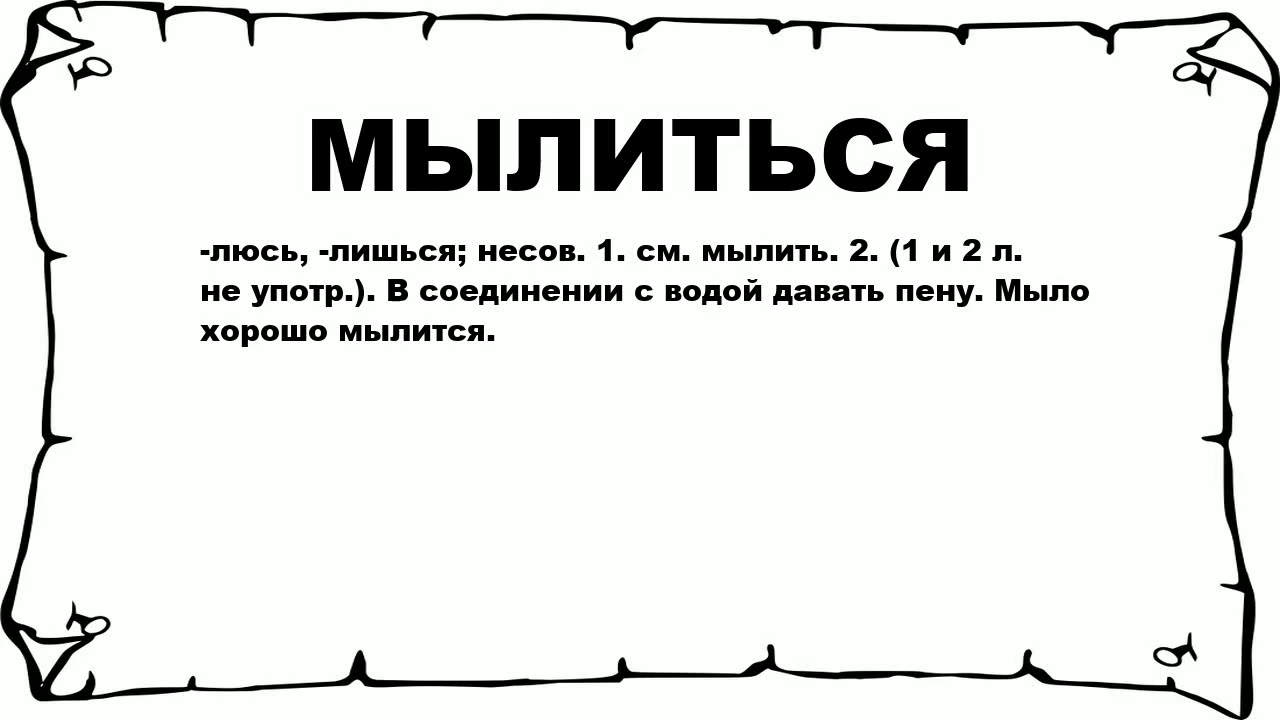 МЫЛИТЬСЯ
-люсь, -лишься; несов. 1. см. мылить. 2. (1 и 2 л.
не употр.). В соединении с водой давать пену. Мыло
хорошо мылится.